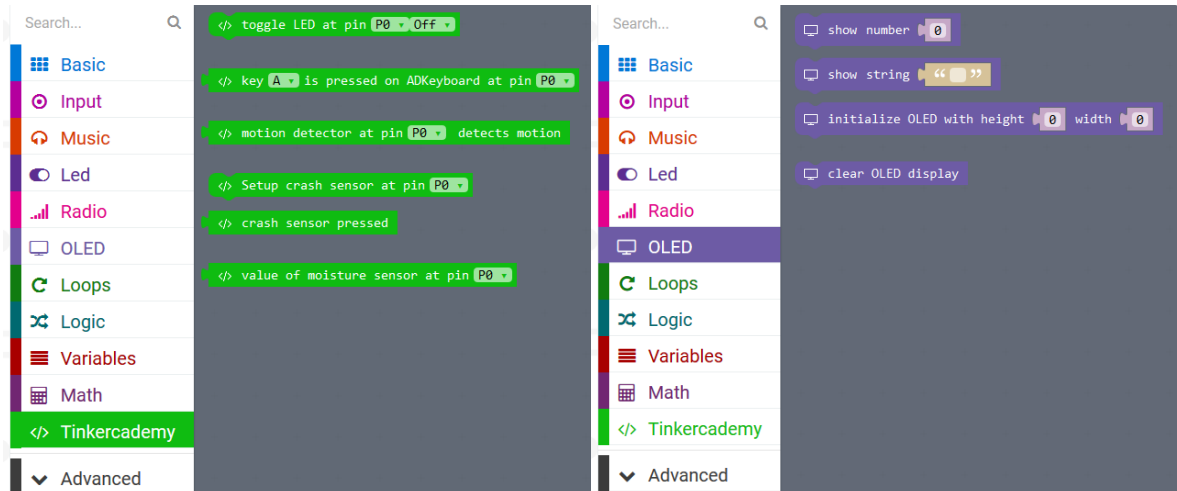 Search...
Basic
Input
Music
Led
Radio
OLED
Loops
Logic
Variables
Math
Tinkercademy
Advanced
toggle LED at pin P0 Off
key A is pressed on ADKeyboard at pin P0
motion detector at pin P0 detects motion
Setup crash sensor at pin P0
crash sensor pressed
value of moisture sensor at pin P0
Search...
Basic
Input
Music
Led
Radio
OLED
Loops
Logic
Variables
Math
Tinkercademy
Advanced
show number 0
show string “ ”
initialize OLED with height 0 width 0
clear OLED display